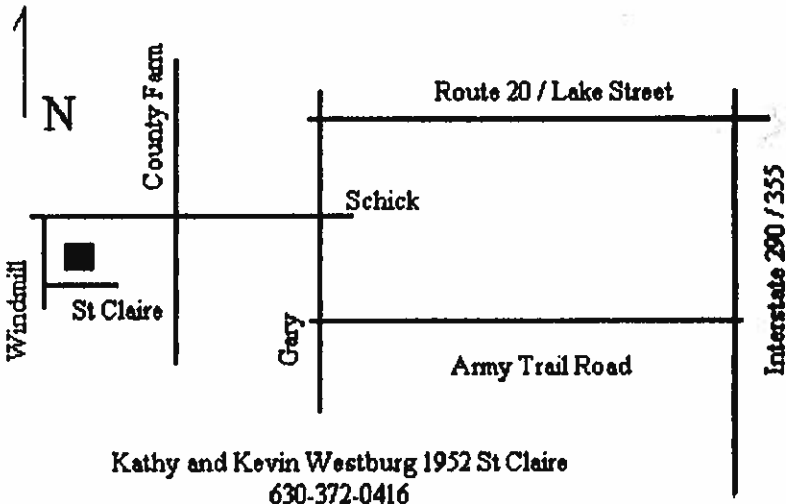 N
County Farm
Route 20 / Lake Street
Schick
Interstate 290 / 355
Windmill
St Claire
Gary
Army Trail Road
Kathy and Kevin Westburg 1952 St Claire
630-372-0416